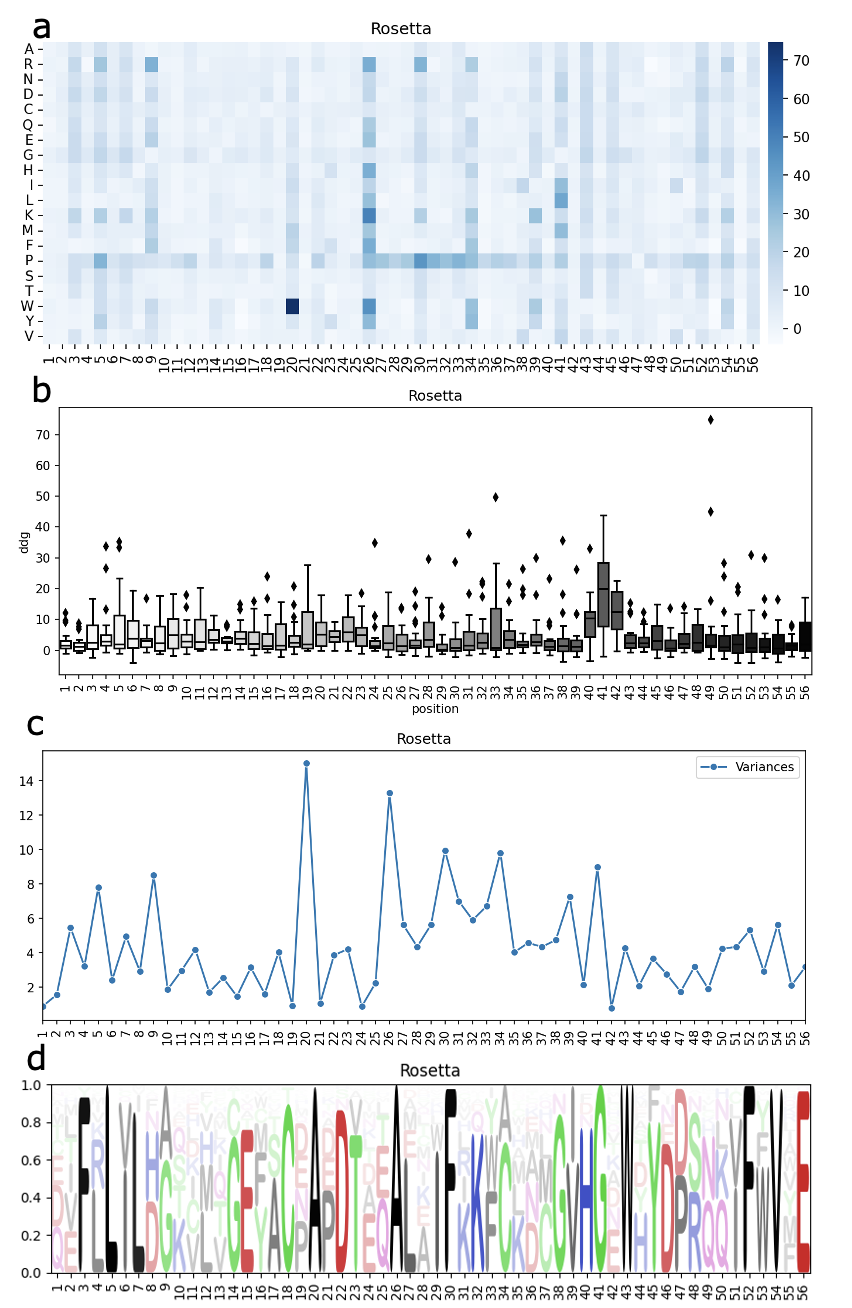 a
Rosetta
A
R
N
D
C
Q
E
G
H
I
L
K
M
F
P
S
T
W
Y
V
70
60
50
40
30
20
10
0
1 2 3 4 5 6 7 8 9 10 11 12 13 14 15 16 17 18 19 20 21 22 23 24 25 26 27 28 29 30 31 32 33 34 35 36 37 38 39 40 41 42 43 44 45 46 47 48 49 50 51 52 53 54 55 56
b
Rosetta
70
60
50
40
30
20
10
0
ddg
1 2 3 4 5 6 7 8 9 10 11 12 13 14 15 16 17 18 19 20 21 22 23 24 25 26 27 28 29 30 31 32 33 34 35 36 37 38 39 40 41 42 43 44 45 46 47 48 49 50 51 52 53 54 55 56
position
c
Rosetta
Variances
14
12
10
8
6
4
2
1 2 3 4 5 6 7 8 9 10 11 12 13 14 15 16 17 18 19 20 21 22 23 24 25 26 27 28 29 30 31 32 33 34 35 36 37 38 39 40 41 42 43 44 45 46 47 48 49 50 51 52 53 54 55 56
d
Rosetta
1.0
0.8
0.6
0.4
0.2
0.0
1 2 3 4 5 6 7 8 9 10 11 12 13 14 15 16 17 18 19 20 21 22 23 24 25 26 27 28 29 30 31 32 33 34 35 36 37 38 39 40 41 42 43 44 45 46 47 48 49 50 51 52 53 54 55 56